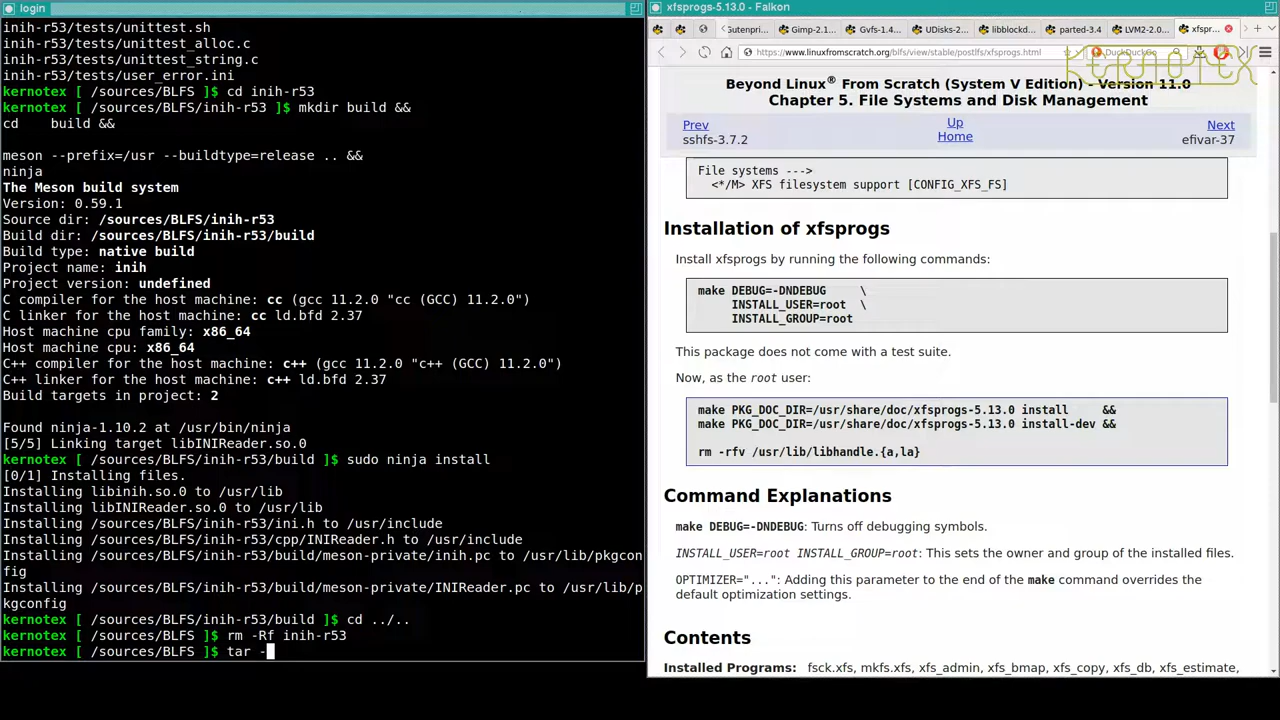 login
inih-r53/tests/unittest.sh
inih-r53/tests/unittest_alloc.c
inih-r53/tests/unittest_string.c
inih-r53/tests/user_error.ini
kernotex [ /sources/BLFS ]$ cd inih-r53
kernotex [ /sources/BLFS/inih-r53 ]$ mkdir build &&
cd    build &&
meson --prefix=/usr --buildtype=release .. &&
ninja
The Meson build system
Version: 0.59.1
Source dir: /sources/BLFS/inih-r53
Build dir: /sources/BLFS/inih-r53/build
Build type: native build
Project name: inih
Project version: undefined
C compiler for the host machine: cc (gcc 11.2.0 "cc (GCC) 11.2.0")
C linker for the host machine: cc ld.bfd 2.37
Host machine cpu family: x86_64
Host machine cpu: x86_64
C++ compiler for the host machine: c++ (gcc 11.2.0 "c++ (GCC) 11.2.0")
C++ linker for the host machine: c++ ld.bfd 2.37
Build targets in project: 2
Found ninja-1.10.2 at /usr/bin/ninja
[5/5] Linking target libINIReader.so.0
kernotex [ /sources/BLFS/inih-r53/build ]$ sudo ninja install
[0/1] Installing files.
Installing libinih.so.0 to /usr/lib
Installing libINIReader.so.0 to /usr/lib
Installing /sources/BLFS/inih-r53/ini.h to /usr/include
Installing /sources/BLFS/inih-r53/cpp/INIReader.h to /usr/include
Installing /sources/BLFS/inih-r53/build/meson-private/inih.pc to /usr/lib/pkgcon
fig
Installing /sources/BLFS/inih-r53/build/meson-private/INIReader.pc to /usr/lib/p
kgconfig
kernotex [ /sources/BLFS/inih-r53/build ]$ cd ../..
kernotex [ /sources/BLFS ]$ rm -Rf inih-r53
kernotex [ /sources/BLFS ]$ tar -
xfsprogs-5.13.0 - Falkon
Gutenpri Gimp-2.1... Gvfs-1.4... UDisks-2... libblockd parted-3.4 LVM2-2.0... xfspr...
https://www.linuxfromscratch.org/blfs/view/stable/postlfs/xfsprogs.html
DuckDuckGo
KERNOTEX
Beyond Linux® From Scratch (System V Edition) - Version 11.0
Chapter 5. File Systems and Disk Management
Prev Up Next
sshfs-3.7.2 Home efivar-37
File systems --->
<*/M> XFS filesystem support [CONFIG_XFS_FS]
Installation of xfsprogs
Install xfsprogs by running the following commands:
make DEBUG=-DNDEBUG     \
INSTALL_USER=root  \
INSTALL_GROUP=root
This package does not come with a test suite.
Now, as the root user:
make PKG_DOC_DIR=/usr/share/doc/xfsprogs-5.13.0 install     &&
make PKG_DOC_DIR=/usr/share/doc/xfsprogs-5.13.0 install-dev &&
rm -rfv /usr/lib/libhandle.{a,la}
Command Explanations
make DEBUG=-DNDEBUG: Turns off debugging symbols.
INSTALL_USER=root INSTALL_GROUP=root: This sets the owner and group of the installed files.
OPTIMIZER="...": Adding this parameter to the end of the make command overrides the
default optimization settings.
Contents
Installed Programs: fsck.xfs, mkfs.xfs, xfs_admin, xfs_bmap, xfs_copy, xfs_db, xfs_estimate,